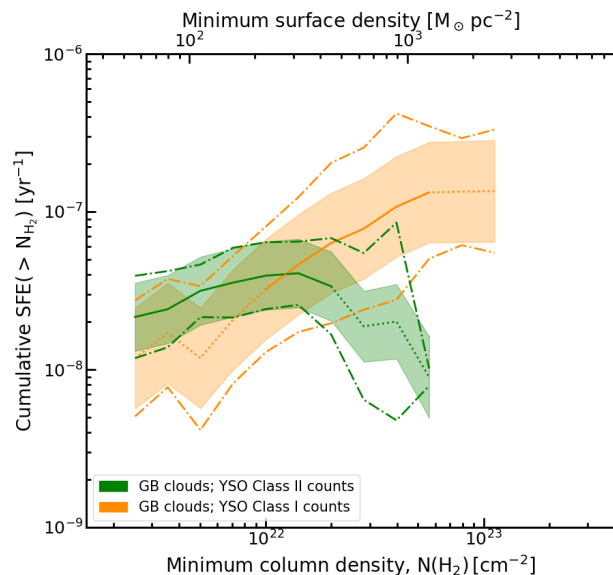 Minimum surface density [M⊙ pc⁻²]
10² 10³
10⁻⁶
10⁻⁷
10⁻⁸
10⁻⁹
Cumulative SFE( > N_H₂) [yr⁻¹]
GB clouds; YSO Class II counts
GB clouds; YSO Class I counts
10²² 10²³
Minimum column density, N(H₂) [cm⁻²]